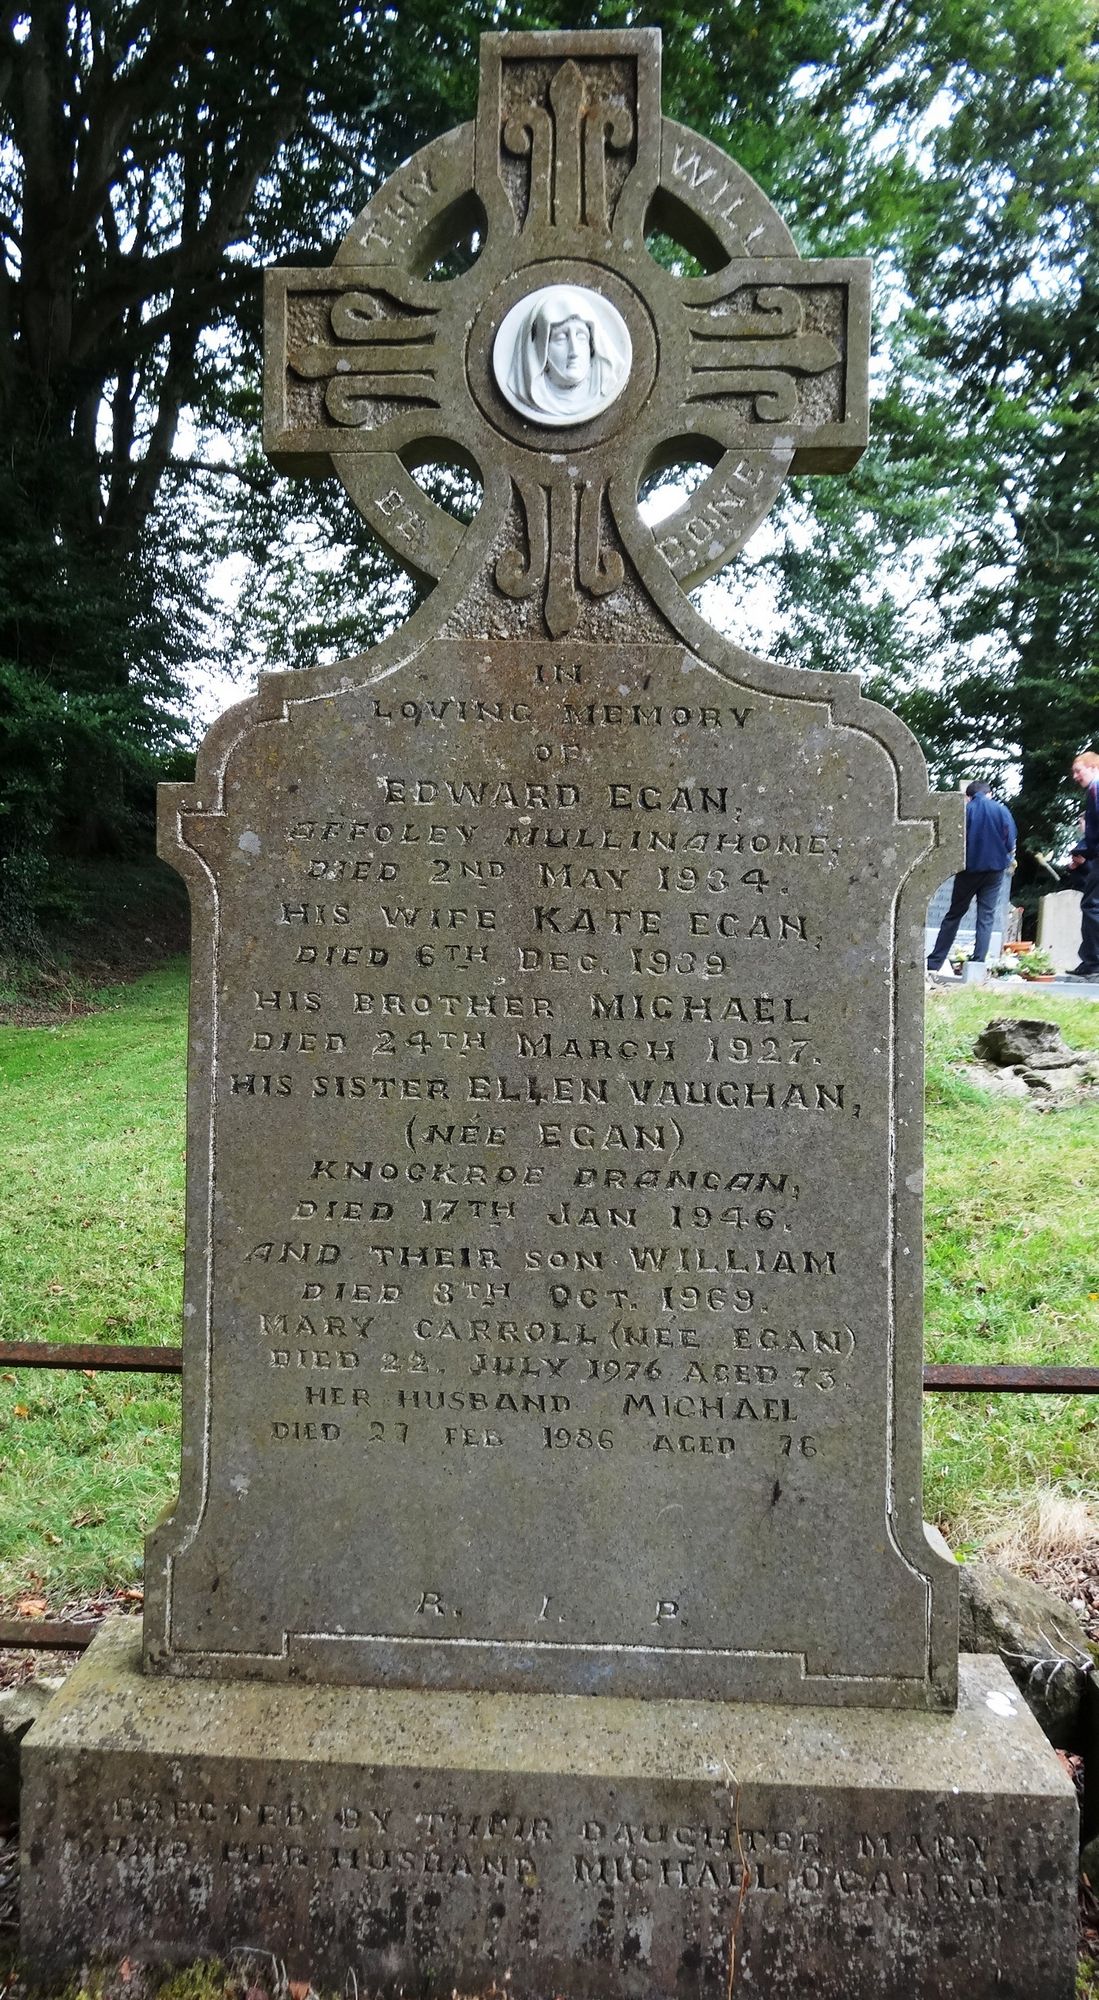 THY WILL
BE DONE
IN
LOVING MEMORY
OF
EDWARD EGAN,
AFFOLEY MULLINAHONE,
DIED 2ND MAY 1934.
HIS WIFE KATE EGAN,
DIED 6TH DEC. 1939
HIS BROTHER MICHAEL
DIED 24TH MARCH 1927.
HIS SISTER ELLEN VAUGHAN,
(NÉE EGAN)
KNOCKROE DRANGAN,
DIED 17TH JAN 1946.
AND THEIR SON WILLIAM
DIED 8TH OCT. 1969.
MARY CARROLL (NÉE EGAN)
DIED 22. JULY 1976 AGED 73.
HER HUSBAND MICHAEL
DIED 27 FEB 1986 AGED 76
R. I. P.
ERECTED BY THEIR DAUGHTER MARY
AND HER HUSBAND MICHAEL O'CARROLL